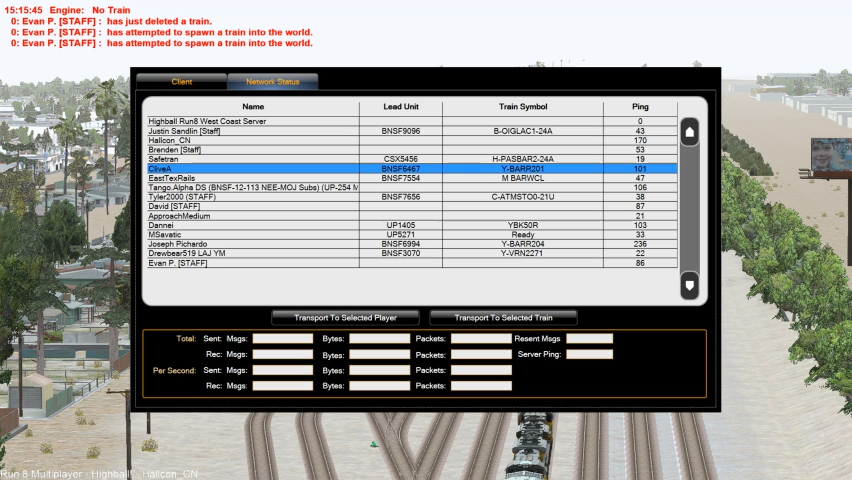 15:15:45 Engine: No Train
0: Evan P. [STAFF] : has just deleted a train.
0: Evan P. [STAFF] : has attempted to spawn a train into the world.
0: Evan P. [STAFF] : has attempted to spawn a train into the world.
Client Network Status
Name Lead Unit Train Symbol Ping
Highball Run8 West Coast Server 0
Justin Sandlin [Staff] BNSF9096 B-OIGLAC1-24A 43
Hallcon_CN 170
Brenden [Staff] 53
Safetran CSX5456 H-PASBAR2-24A 19
CliveA BNSF6467 Y-BARR201 101
EastTexRails BNSF7554 M BARWCL 47
Tango.Alpha DS (BNSF-12-113 NEE-MOJ Subs) (UP-254 M 106
Tyler2000 (STAFF) BNSF7656 C-ATMSTO0-21U 38
David [STAFF] 87
ApproachMedium 21
Dannei UP1405 YBK50R 103
MSavatic UP5271 Ready 33
Joseph Pichardo BNSF6994 Y-BARR204 236
Drewbear519 LAJ YM BNSF3070 Y-VRN2271 22
Evan P. [STAFF] 86
Transport To Selected Player Transport To Selected Train
Total: Sent: Msgs: Bytes: Packets: Resent Msgs
Rec: Msgs: Bytes: Packets: Server Ping:
Per Second: Sent: Msgs: Bytes: Packets:
Rec: Msgs: Bytes: Packets:
Run 8 Multiplayer - Highball - Hallcon_CN